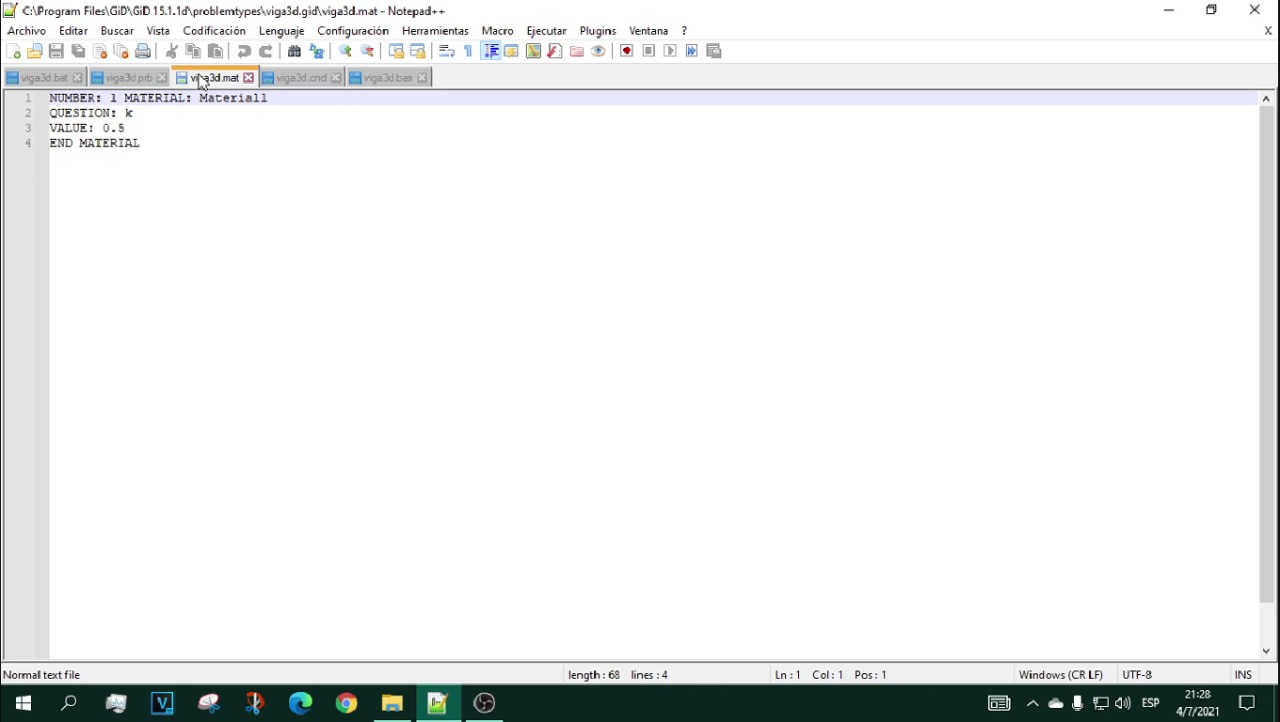 C:\Program Files\GiD\GiD 15.1.1d\problemtypes\viga3d.gid\viga3d.mat - Notepad++
Archivo Editar Buscar Vista Codificación Lenguaje Configuración Herramientas Macro Ejecutar Plugins Ventana ? X
viga3d.bat viga3d.prb viga3d.mat viga3d.cnd viga3d.bas
1 NUMBER: 1 MATERIAL: Material1
2 QUESTION: k
3 VALUE: 0.5
4 END MATERIAL
Normal text file length : 68 lines : 4 Ln : 1 Col : 1 Pos : 1 Windows (CR LF) UTF-8 INS
ESP 21:28
4/7/2021